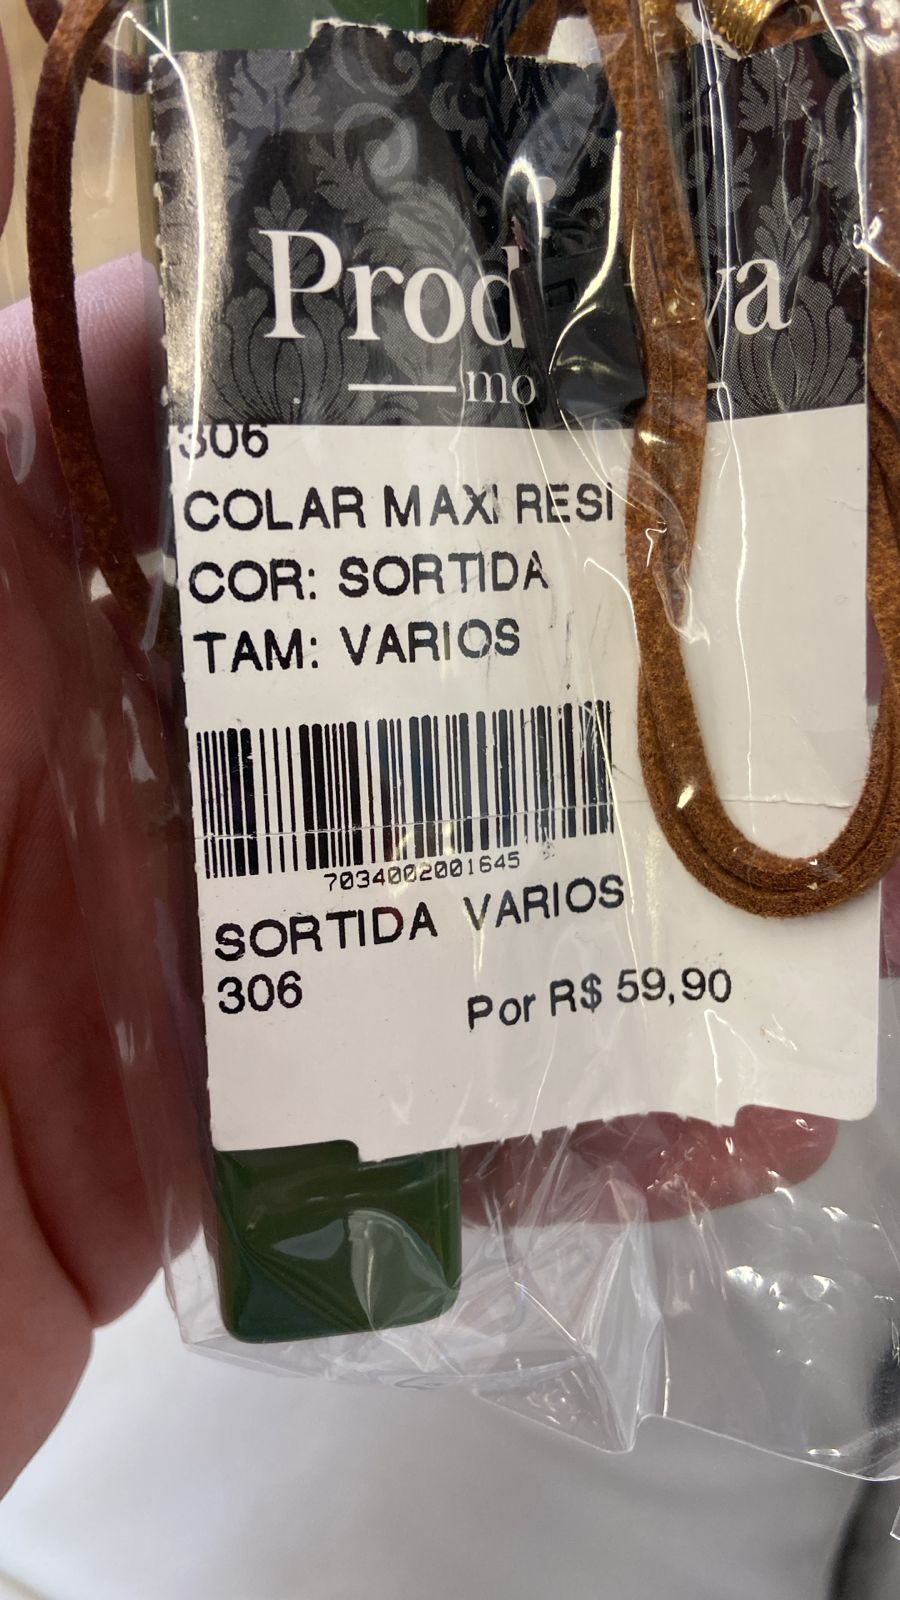 306
COLAR MAXI RESI
COR: SORTIDA
TAM: VARIOS
7034002001645
SORTIDA VARIOS
306
Por R$ 59,90